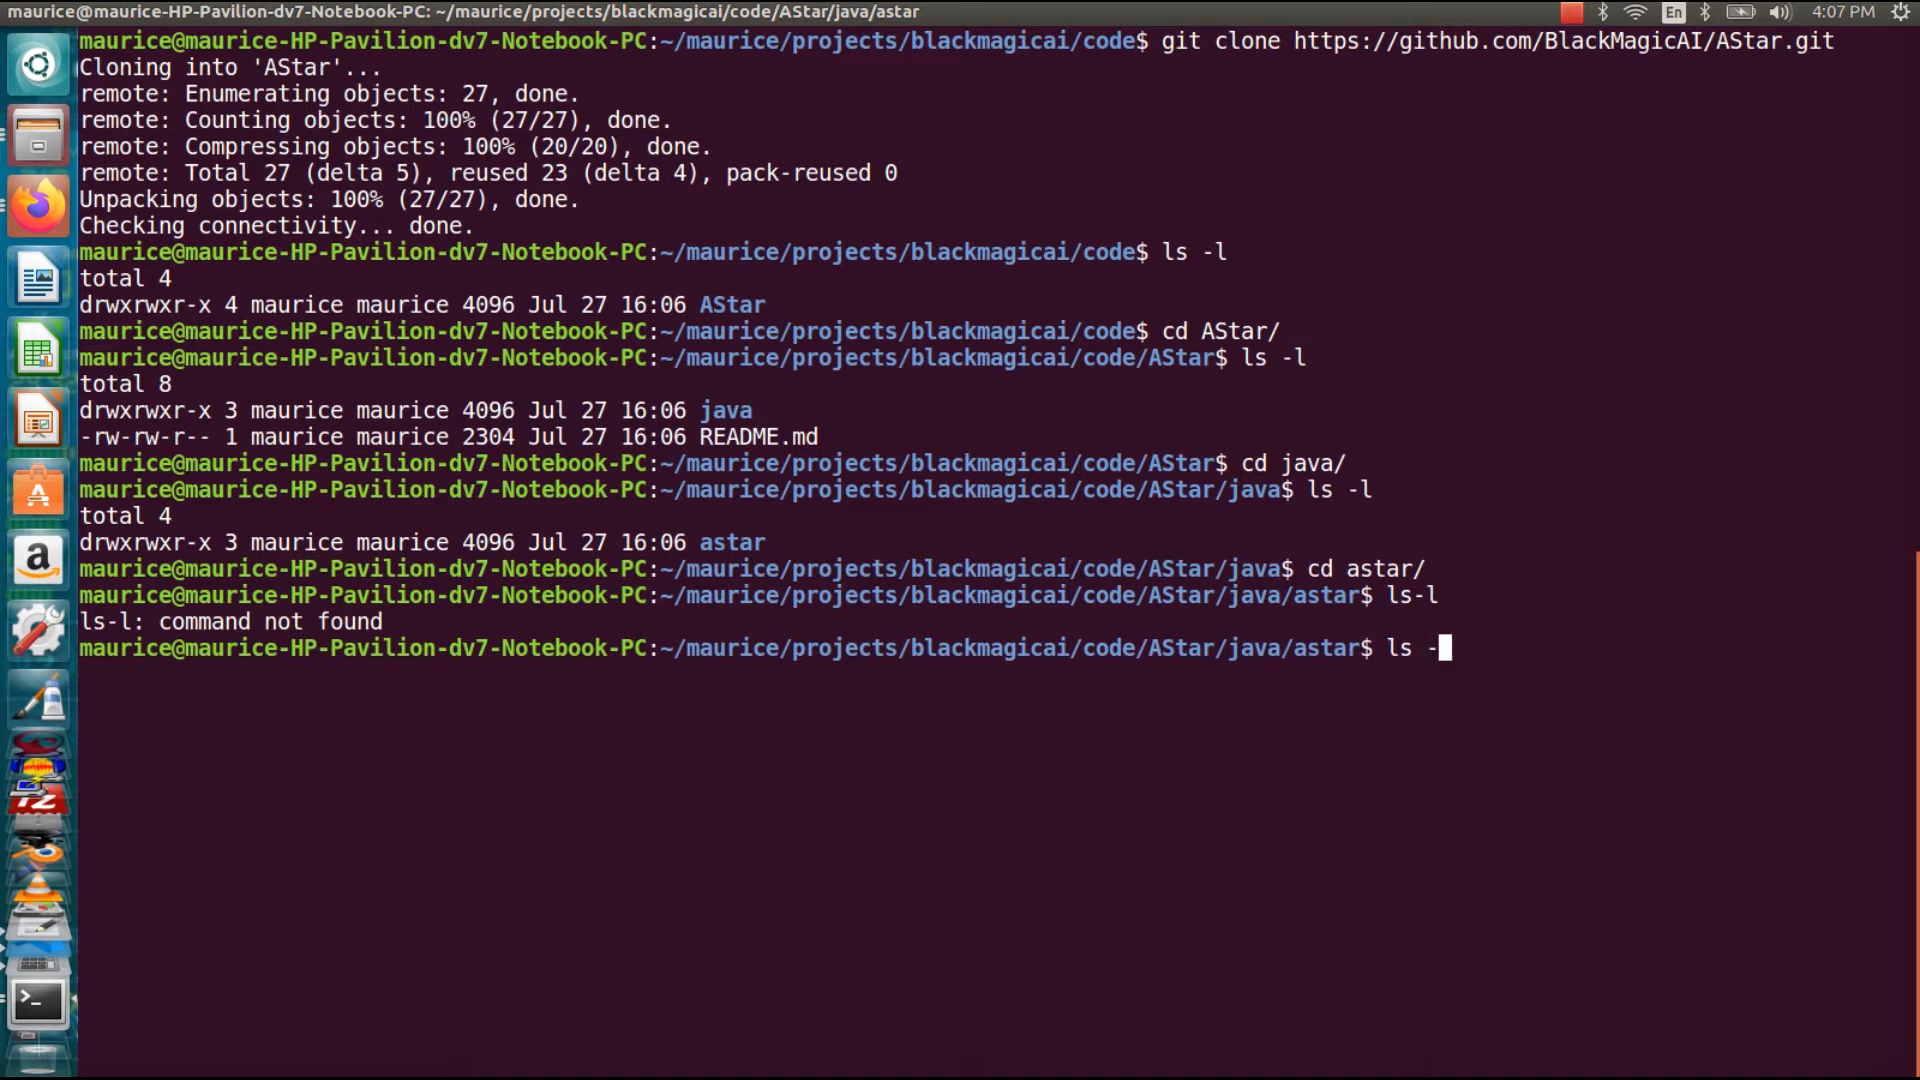 maurice@maurice-HP-Pavilion-dv7-Notebook-PC: ~/maurice/projects/blackmagicai/code/AStar/java/astar
En
4:07 PM
maurice@maurice-HP-Pavilion-dv7-Notebook-PC:~/maurice/projects/blackmagicai/code$ git clone https://github.com/BlackMagicAI/AStar.git
Cloning into 'AStar'...
remote: Enumerating objects: 27, done.
remote: Counting objects: 100% (27/27), done.
remote: Compressing objects: 100% (20/20), done.
remote: Total 27 (delta 5), reused 23 (delta 4), pack-reused 0
Unpacking objects: 100% (27/27), done.
Checking connectivity... done.
maurice@maurice-HP-Pavilion-dv7-Notebook-PC:~/maurice/projects/blackmagicai/code$ ls -l
total 4
drwxrwxr-x 4 maurice maurice 4096 Jul 27 16:06 AStar
maurice@maurice-HP-Pavilion-dv7-Notebook-PC:~/maurice/projects/blackmagicai/code$ cd AStar/
maurice@maurice-HP-Pavilion-dv7-Notebook-PC:~/maurice/projects/blackmagicai/code/AStar$ ls -l
total 8
drwxrwxr-x 3 maurice maurice 4096 Jul 27 16:06 java
-rw-rw-r-- 1 maurice maurice 2304 Jul 27 16:06 README.md
maurice@maurice-HP-Pavilion-dv7-Notebook-PC:~/maurice/projects/blackmagicai/code/AStar$ cd java/
maurice@maurice-HP-Pavilion-dv7-Notebook-PC:~/maurice/projects/blackmagicai/code/AStar/java$ ls -l
total 4
drwxrwxr-x 3 maurice maurice 4096 Jul 27 16:06 astar
maurice@maurice-HP-Pavilion-dv7-Notebook-PC:~/maurice/projects/blackmagicai/code/AStar/java$ cd astar/
maurice@maurice-HP-Pavilion-dv7-Notebook-PC:~/maurice/projects/blackmagicai/code/AStar/java/astar$ ls-l
ls-l: command not found
maurice@maurice-HP-Pavilion-dv7-Notebook-PC:~/maurice/projects/blackmagicai/code/AStar/java/astar$ ls -